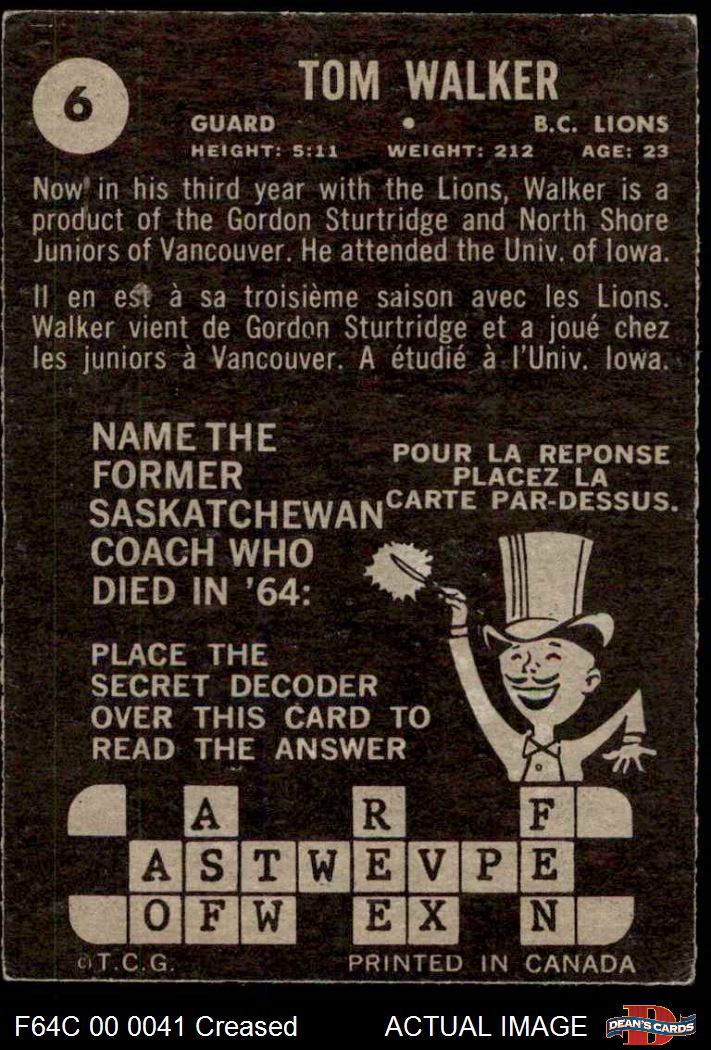 6
TOM WALKER
GUARD • B.C. LIONS
HEIGHT: 5:11 WEIGHT: 212 AGE: 23
Now in his third year with the Lions, Walker is a
product of the Gordon Sturtridge and North Shore
Juniors of Vancouver. He attended the Univ. of Iowa.
Il en est à sa troisième saison avec les Lions.
Walker vient de Gordon Sturtridge et a joué chez
les juniors à Vancouver. A étudié à l'Univ. Iowa.
NAME THE
FORMER
SASKATCHEWAN
COACH WHO
DIED IN '64:
POUR LA REPONSE
PLACEZ LA
CARTE PAR-DESSUS.
PLACE THE
SECRET DECODER
OVER THIS CARD TO
READ THE ANSWER
A R F
A S T W E V P E
O F W E X N
©T.C.G. PRINTED IN CANADA
F64C 00 0041 Creased ACTUAL IMAGE
D
DEAN'S CARDS